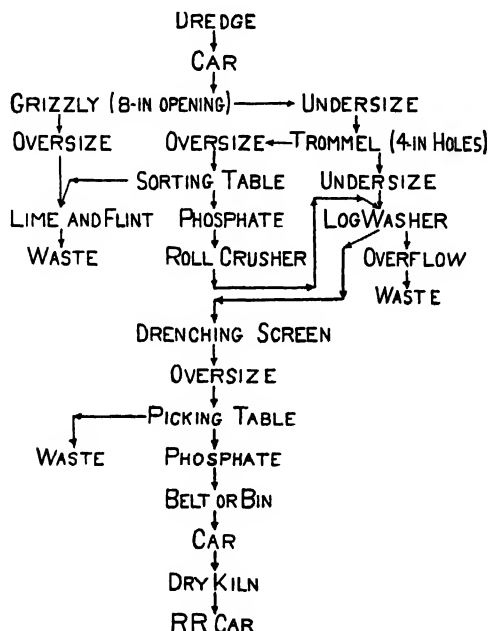 DREDGE
CAR
GRIZZLY (8-IN OPENING) UNDERSIZE
OVERSIZE OVERSIZE TROMMEL (4-IN HOLES)
SORTING TABLE UNDERSIZE
LIME AND FLINT PHOSPHATE LOG WASHER
WASTE ROLL CRUSHER OVERFLOW
WASTE
DRENCHING SCREEN
OVERSIZE
PICKING TABLE
WASTE PHOSPHATE
BELT OR BIN
CAR
DRY KILN
RR CAR